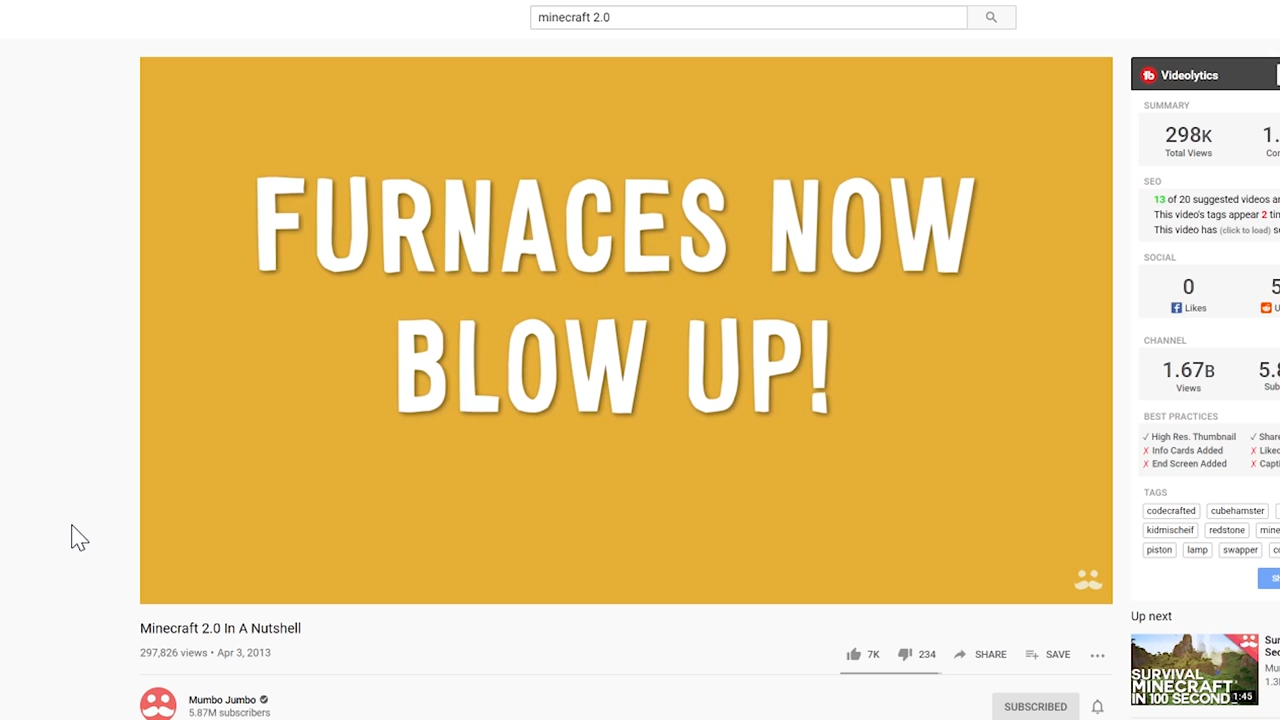 minecraft 2.0
FURNACES NOW
BLOW UP!
Minecraft 2.0 In A Nutshell
297,826 views • Apr 3, 2013
7K
234
SHARE
SAVE
Mumbo Jumbo
5.87M subscribers
SUBSCRIBED
Videolytics
SUMMARY
298K
Total Views
SEO
13 of 20 suggested videos
This video's tags appear 2
This video has (click to load)
SOCIAL
0
Likes
CHANNEL
1.67B
Views
BEST PRACTICES
✓ High Res. Thumbnail
X Info Cards Added
X End Screen Added
TAGS
codecrafted cubehamster
kidmischeif redstone
piston lamp swapper
Up next
SURVIVAL
MINECRAFT
IN 100 SECOND
1:45